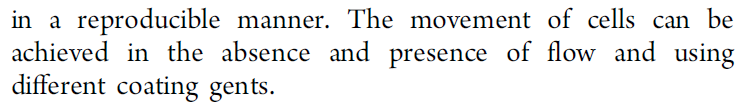 in a reproducible manner. The movement of cells can be
achieved in the absence and presence of flow and using
different coating gents.